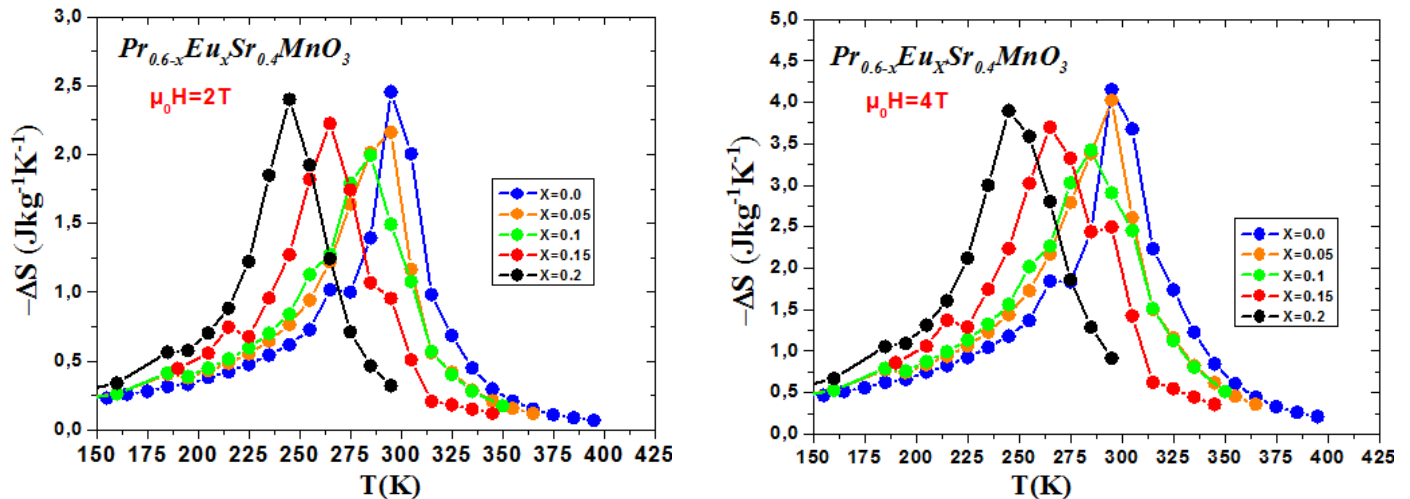 3,0
2,5
2,0
1,5
1,0
0,5
0,0
−ΔS (Jkg⁻¹K⁻¹)
Pr₀.₆₋ₓEuₓSr₀.₄MnO₃
μ₀H=2T
X=0.0
X=0.05
X=0.1
X=0.15
X=0.2
150 175 200 225 250 275 300 325 350 375 400 425
T(K)
5,0
4,5
4,0
3,5
3,0
2,5
2,0
1,5
1,0
0,5
0,0
−ΔS (Jkg⁻¹K⁻¹)
Pr₀.₆₋ₓEu_XSr₀.₄MnO₃
μ₀H=4T
X=0.0
X=0.05
X=0.1
X=0.15
X=0.2
150 175 200 225 250 275 300 325 350 375 400 425
T(K)